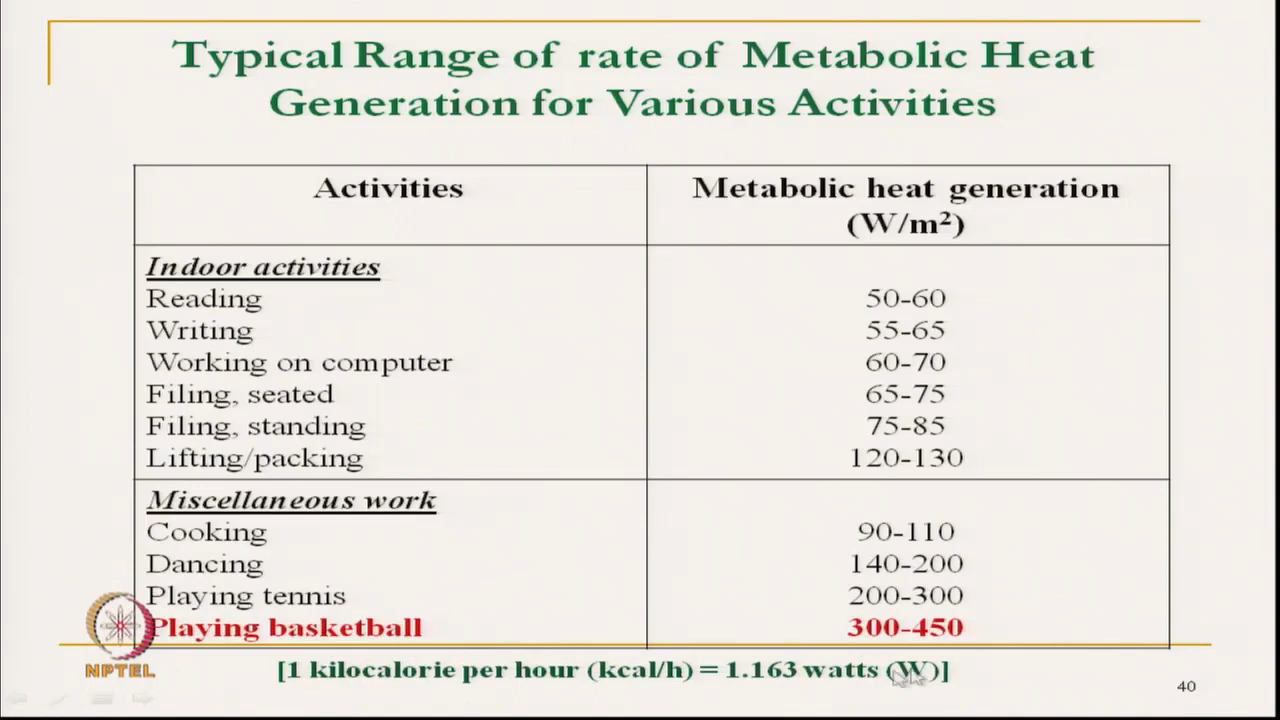 Typical Range of rate of Metabolic Heat
Generation for Various Activities
Activities
Metabolic heat generation
(W/m²)
Indoor activities
Reading 50-60
Writing 55-65
Working on computer 60-70
Filing, seated 65-75
Filing, standing 75-85
Lifting/packing 120-130
Miscellaneous work
Cooking 90-110
Dancing 140-200
Playing tennis 200-300
Playing basketball 300-450
NPTEL
[1 kilocalorie per hour (kcal/h) = 1.163 watts (W)]
40